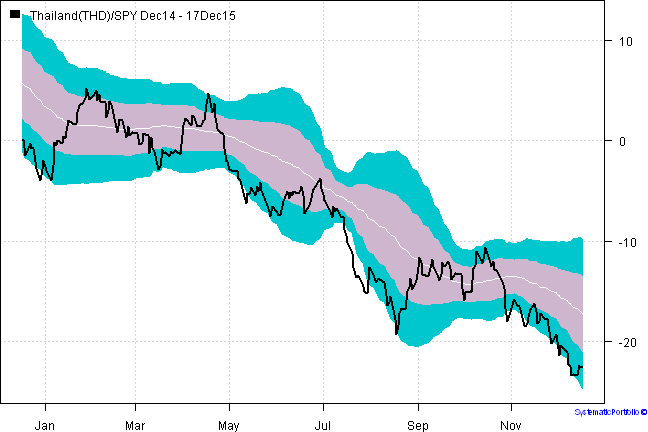 Thailand(THD)/SPY Dec14 - 17Dec15
10
0
-10
-20
Jan Mar May Jul Sep Nov
SystematicPortfolio ©